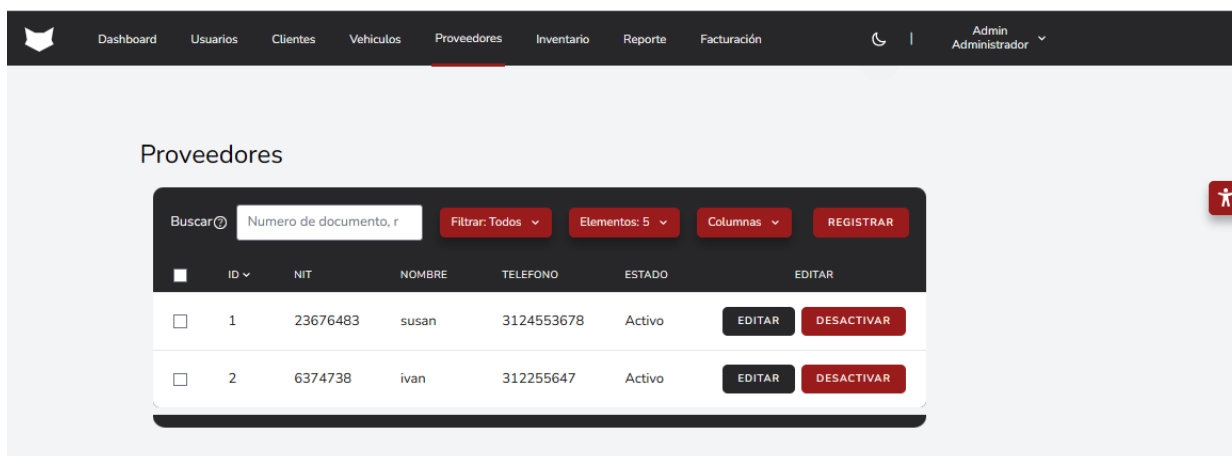 Dashboard Usuarios Clientes Vehiculos Proveedores Inventario Reporte Facturación Admin Administrador
Proveedores
Buscar Numero de documento, r Filtrar: Todos Elementos: 5 Columnas REGISTRAR
ID NIT NOMBRE TELEFONO ESTADO EDITAR
1 23676483 susan 3124553678 Activo EDITAR DESACTIVAR
2 6374738 ivan 312255647 Activo EDITAR DESACTIVAR